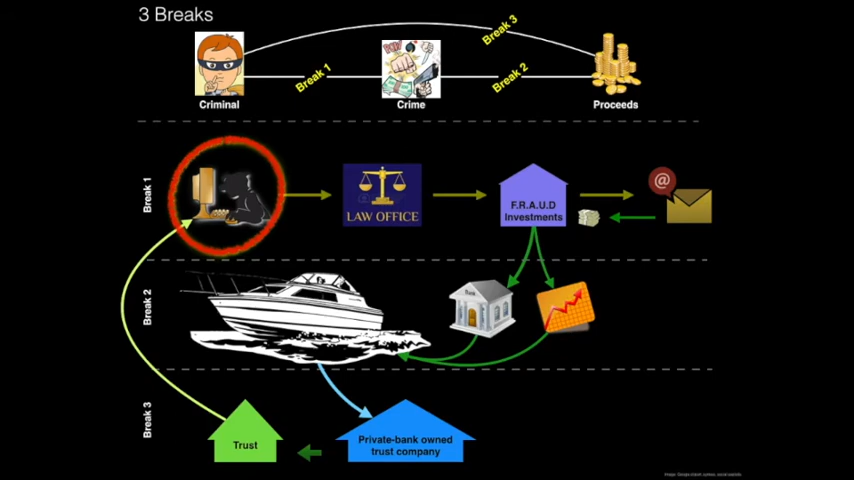 3 Breaks
Break 3
Break 1
Break 2
Criminal
Crime
Proceeds
Break 1
@
LAW OFFICE
F.R.A.U.D
Investments
Break 2
Bank
Break 3
Trust
Private-bank owned
trust company